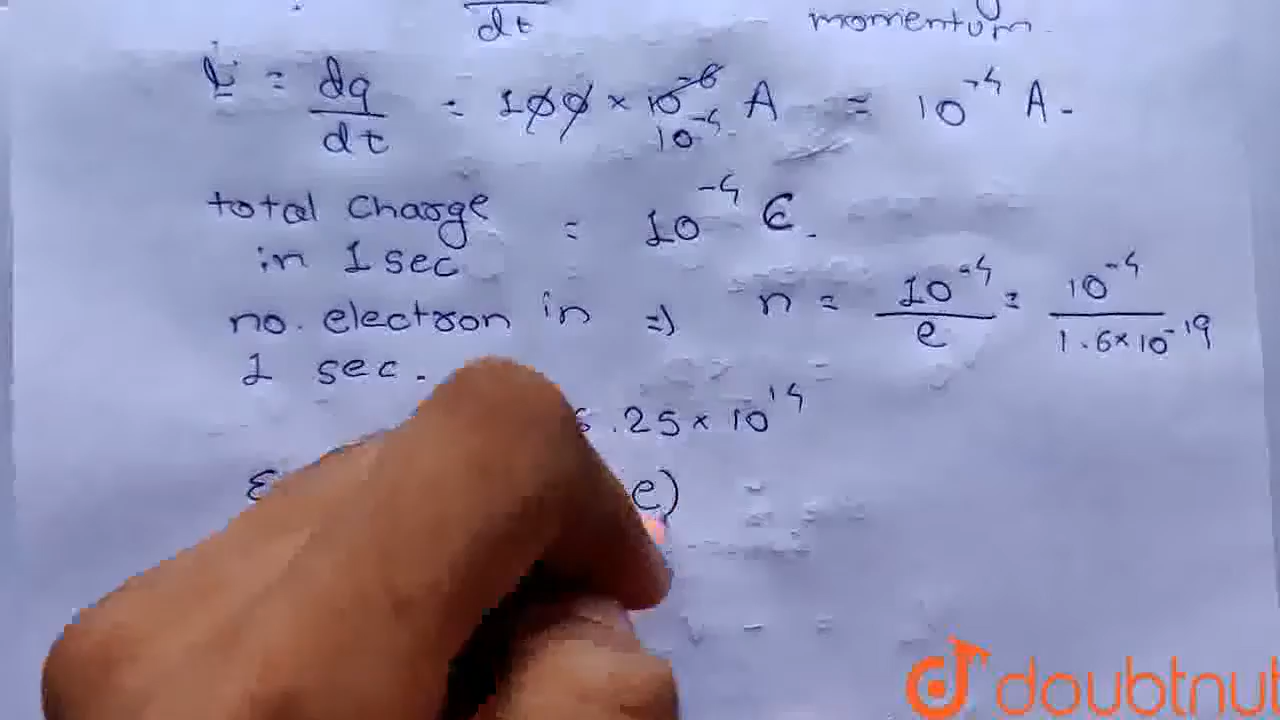 dt
momentum
i = dq/dt = 100 × 10⁻⁶ 10⁻⁴ A = 10⁻⁴ A.
total charge
in 1 sec = 10⁻⁴ C.
no. electron in => n = 10⁻⁴/e = 10⁻⁴/1.6×10⁻¹⁹
1 sec.
6.25 × 10¹⁴
e)
doubtnut